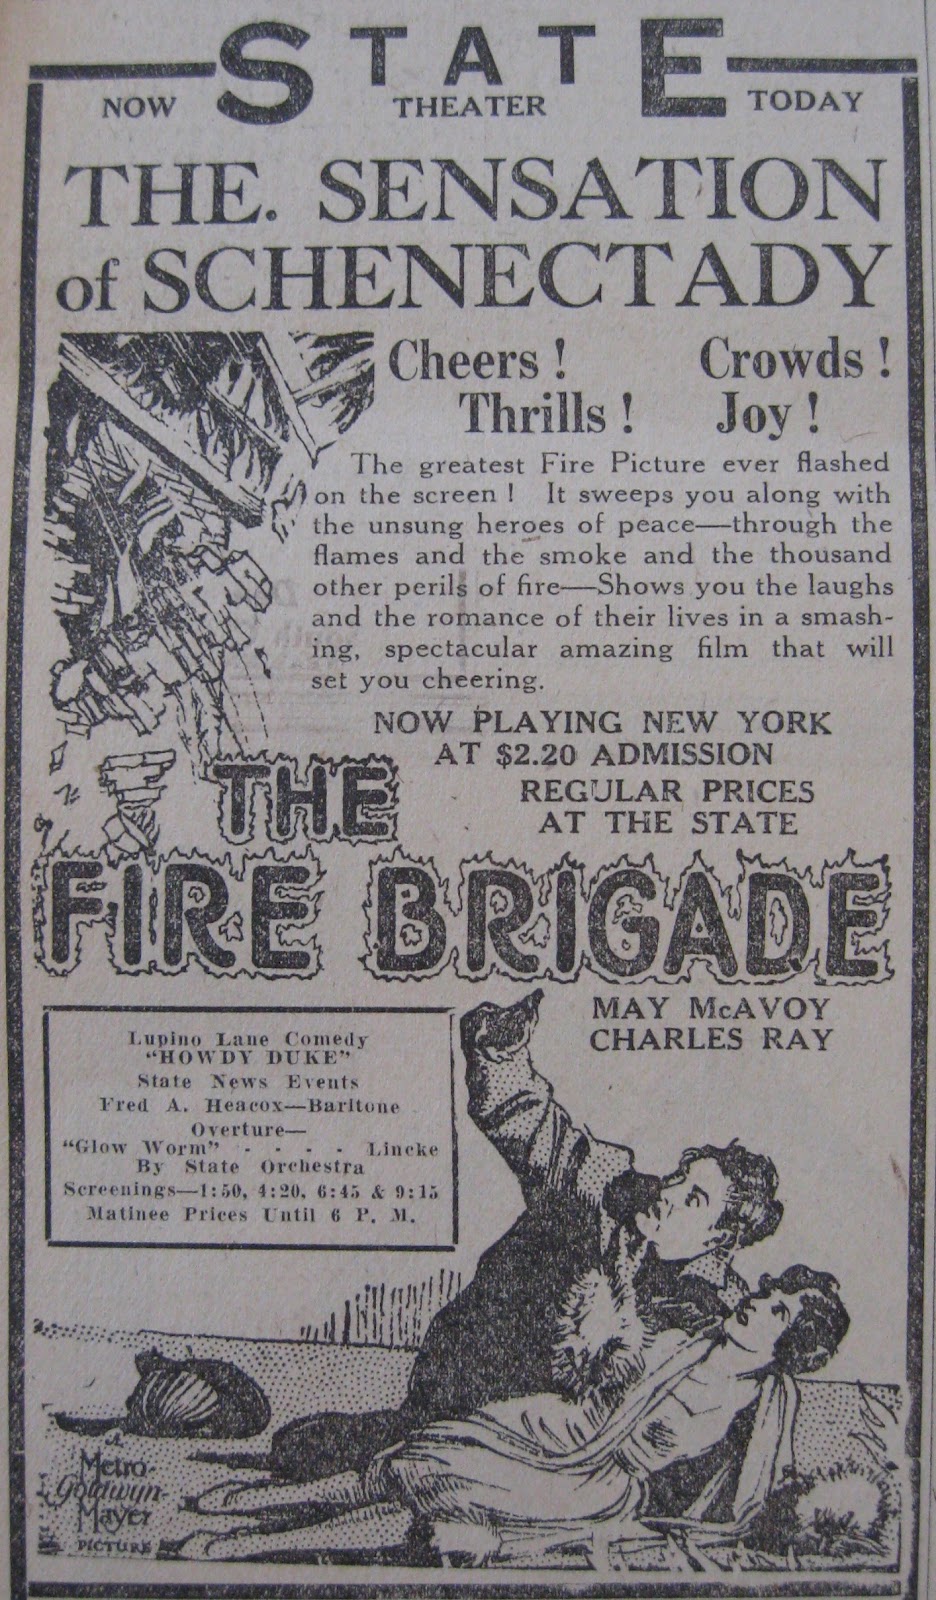 STATE
NOW THEATER TODAY
THE. SENSATION
of SCHENECTADY
Cheers! Crowds!
Thrills! Joy!
The greatest Fire Picture ever flashed
on the screen! It sweeps you along with
the unsung heroes of peace—through the
flames and the smoke and the thousand
other perils of fire—Shows you the laughs
and the romance of their lives in a smash-
ing, spectacular amazing film that will
set you cheering.
NOW PLAYING NEW YORK
AT $2.20 ADMISSION
REGULAR PRICES
AT THE STATE
THE
FIRE BRIGADE
MAY McAVOY
CHARLES RAY
Lupino Lane Comedy
"HOWDY DUKE"
State News Events
Fred A. Heacox—Baritone
Overture—
"Glow Worm" - - - - Lincke
By State Orchestra
Screenings—1:50, 4:20, 6:45 & 9:15
Matinee Prices Until 6 P. M.
A
Metro-
Goldwyn-
Mayer
PICTURE